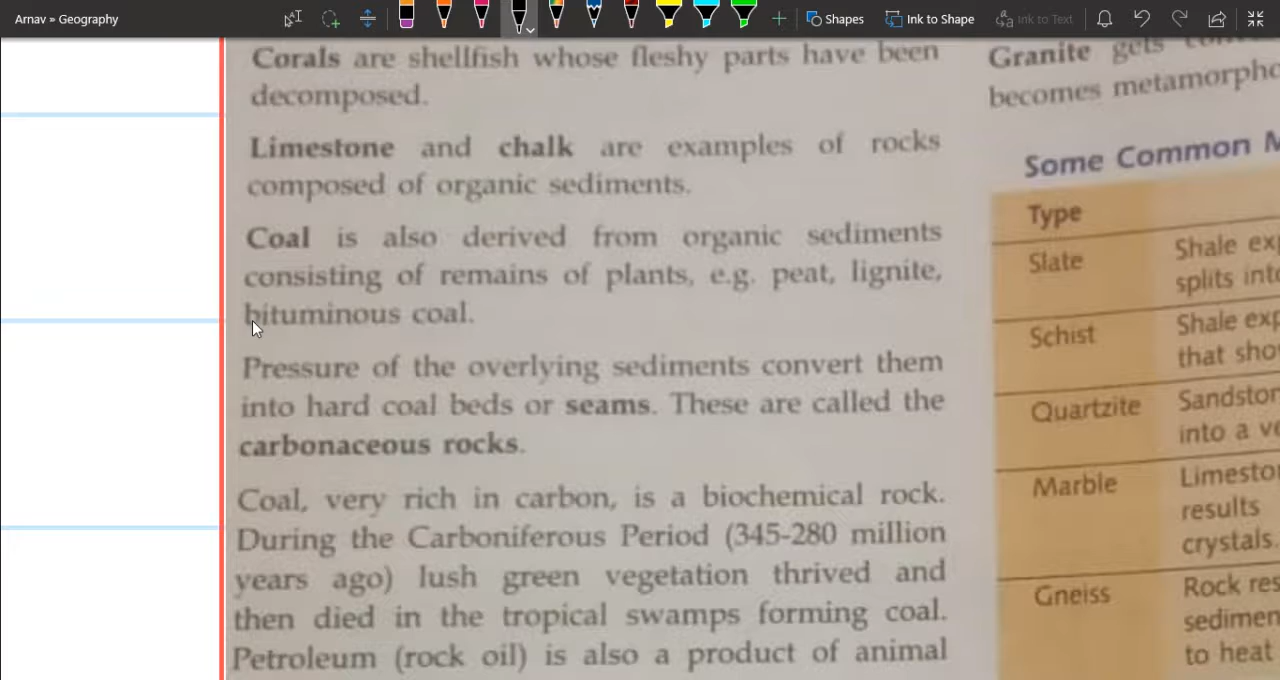 Arnav » Geography
Shapes
Ink to Shape
Ink to Text
Corals are shellfish whose fleshy parts have been
decomposed.
Limestone and chalk are examples of rocks
composed of organic sediments.
Coal is also derived from organic sediments
consisting of remains of plants, e.g. peat, lignite,
bituminous coal.
Pressure of the overlying sediments convert them
into hard coal beds or seams. These are called the
carbonaceous rocks.
Coal, very rich in carbon, is a biochemical rock.
During the Carboniferous Period (345-280 million
years ago) lush green vegetation thrived and
then died in the tropical swamps forming coal.
Petroleum (rock oil) is also a product of animal
Granite gets
becomes metamorpho
Some Common M
Type
Slate
Shale exp
splits into
Schist
Shale exp
that sho
Quartzite
Sandston
into a ve
Marble
Limeston
results
crystals.
Gneiss
Rock res
sedimen
to heat